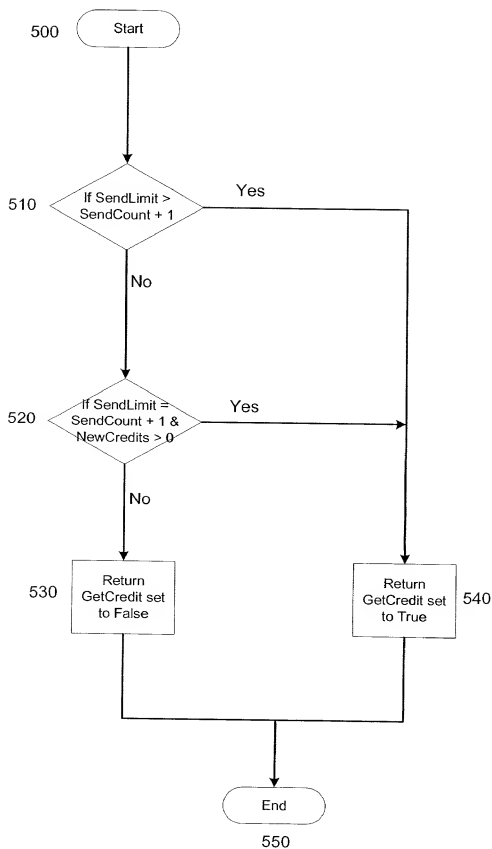 500
Start
510
If SendLimit >
SendCount + 1
Yes
No
520
If SendLimit =
SendCount + 1 &
NewCredits > 0
Yes
No
530
Return
GetCredit set
to False
Return
GetCredit set
to True
540
End
550